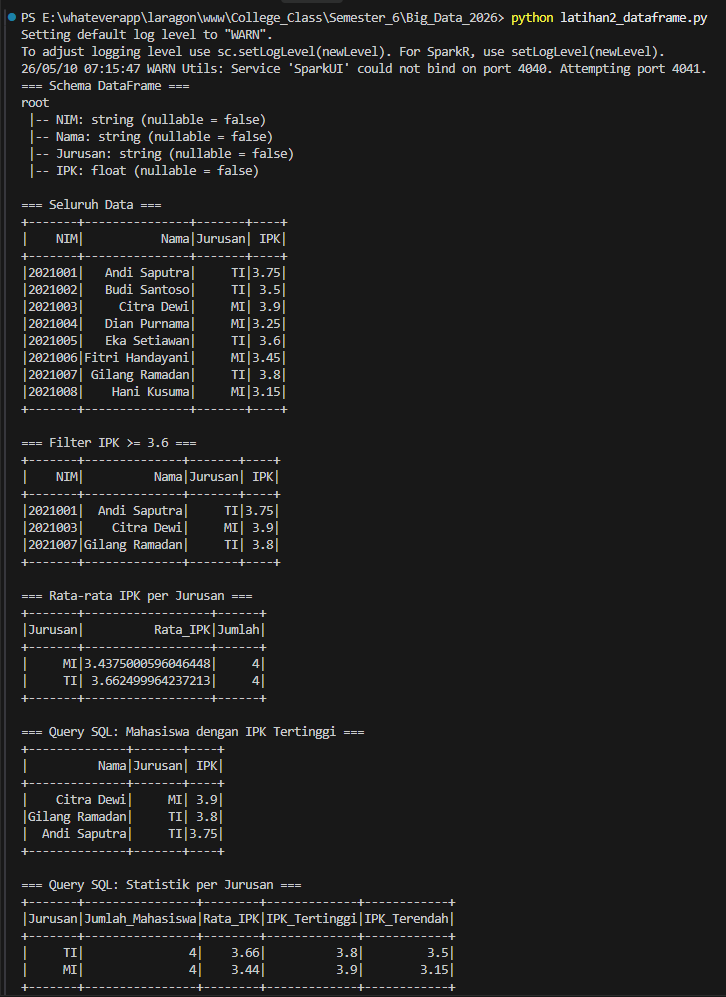 PS E:\whateverapp\laragon\www\College_Class\Semester_6\Big_Data_2026> python latihan2_dataframe.py
Setting default log level to "WARN".
To adjust logging level use sc.setLogLevel(newLevel). For SparkR, use setLogLevel(newLevel).
26/05/10 07:15:47 WARN Utils: Service 'SparkUI' could not bind on port 4040. Attempting port 4041.
=== Schema DataFrame ===
root
 |-- NIM: string (nullable = false)
 |-- Nama: string (nullable = false)
 |-- Jurusan: string (nullable = false)
 |-- IPK: float (nullable = false)

=== Seluruh Data ===
+-------+---------------+-------+----+
|    NIM|           Nama|Jurusan| IPK|
+-------+---------------+-------+----+
|2021001|   Andi Saputra|     TI|3.75|
|2021002|   Budi Santoso|     TI| 3.5|
|2021003|     Citra Dewi|     MI| 3.9|
|2021004|   Dian Purnama|     MI|3.25|
|2021005|   Eka Setiawan|     TI| 3.6|
|2021006|Fitri Handayani|     MI|3.45|
|2021007| Gilang Ramadan|     TI| 3.8|
|2021008|    Hani Kusuma|     MI|3.15|
+-------+---------------+-------+----+

=== Filter IPK >= 3.6 ===
+-------+--------------+-------+----+
|    NIM|          Nama|Jurusan| IPK|
+-------+--------------+-------+----+
|2021001|  Andi Saputra|     TI|3.75|
|2021003|    Citra Dewi|     MI| 3.9|
|2021007|Gilang Ramadan|     TI| 3.8|
+-------+--------------+-------+----+

=== Rata-rata IPK per Jurusan ===
+-------+------------------+------+
|Jurusan|          Rata_IPK|Jumlah|
+-------+------------------+------+
|     MI|3.4375000596046448|     4|
|     TI| 3.662499964237213|     4|
+-------+------------------+------+

=== Query SQL: Mahasiswa dengan IPK Tertinggi ===
+--------------+-------+----+
|          Nama|Jurusan| IPK|
+--------------+-------+----+
|    Citra Dewi|     MI| 3.9|
|Gilang Ramadan|     TI| 3.8|
|  Andi Saputra|     TI|3.75|
+--------------+-------+----+

=== Query SQL: Statistik per Jurusan ===
+-------+----------------+--------+-------------+------------+
|Jurusan|Jumlah_Mahasiswa|Rata_IPK|IPK_Tertinggi|IPK_Terendah|
+-------+----------------+--------+-------------+------------+
|     TI|               4|    3.66|          3.8|         3.5|
|     MI|               4|    3.44|          3.9|        3.15|
+-------+----------------+--------+-------------+------------+